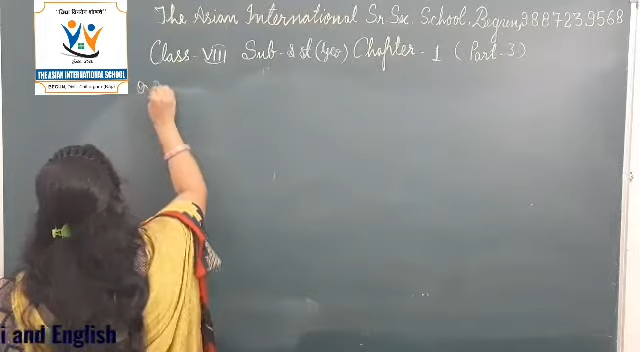 The Asian International Sr. Sec. School, Begun, 3887239568
Class - VIII Sub - S.St (Geo) Chapter - 1 ( Part - 3 )
THE ASIAN INTERNATIONAL SCHOOL
i and English